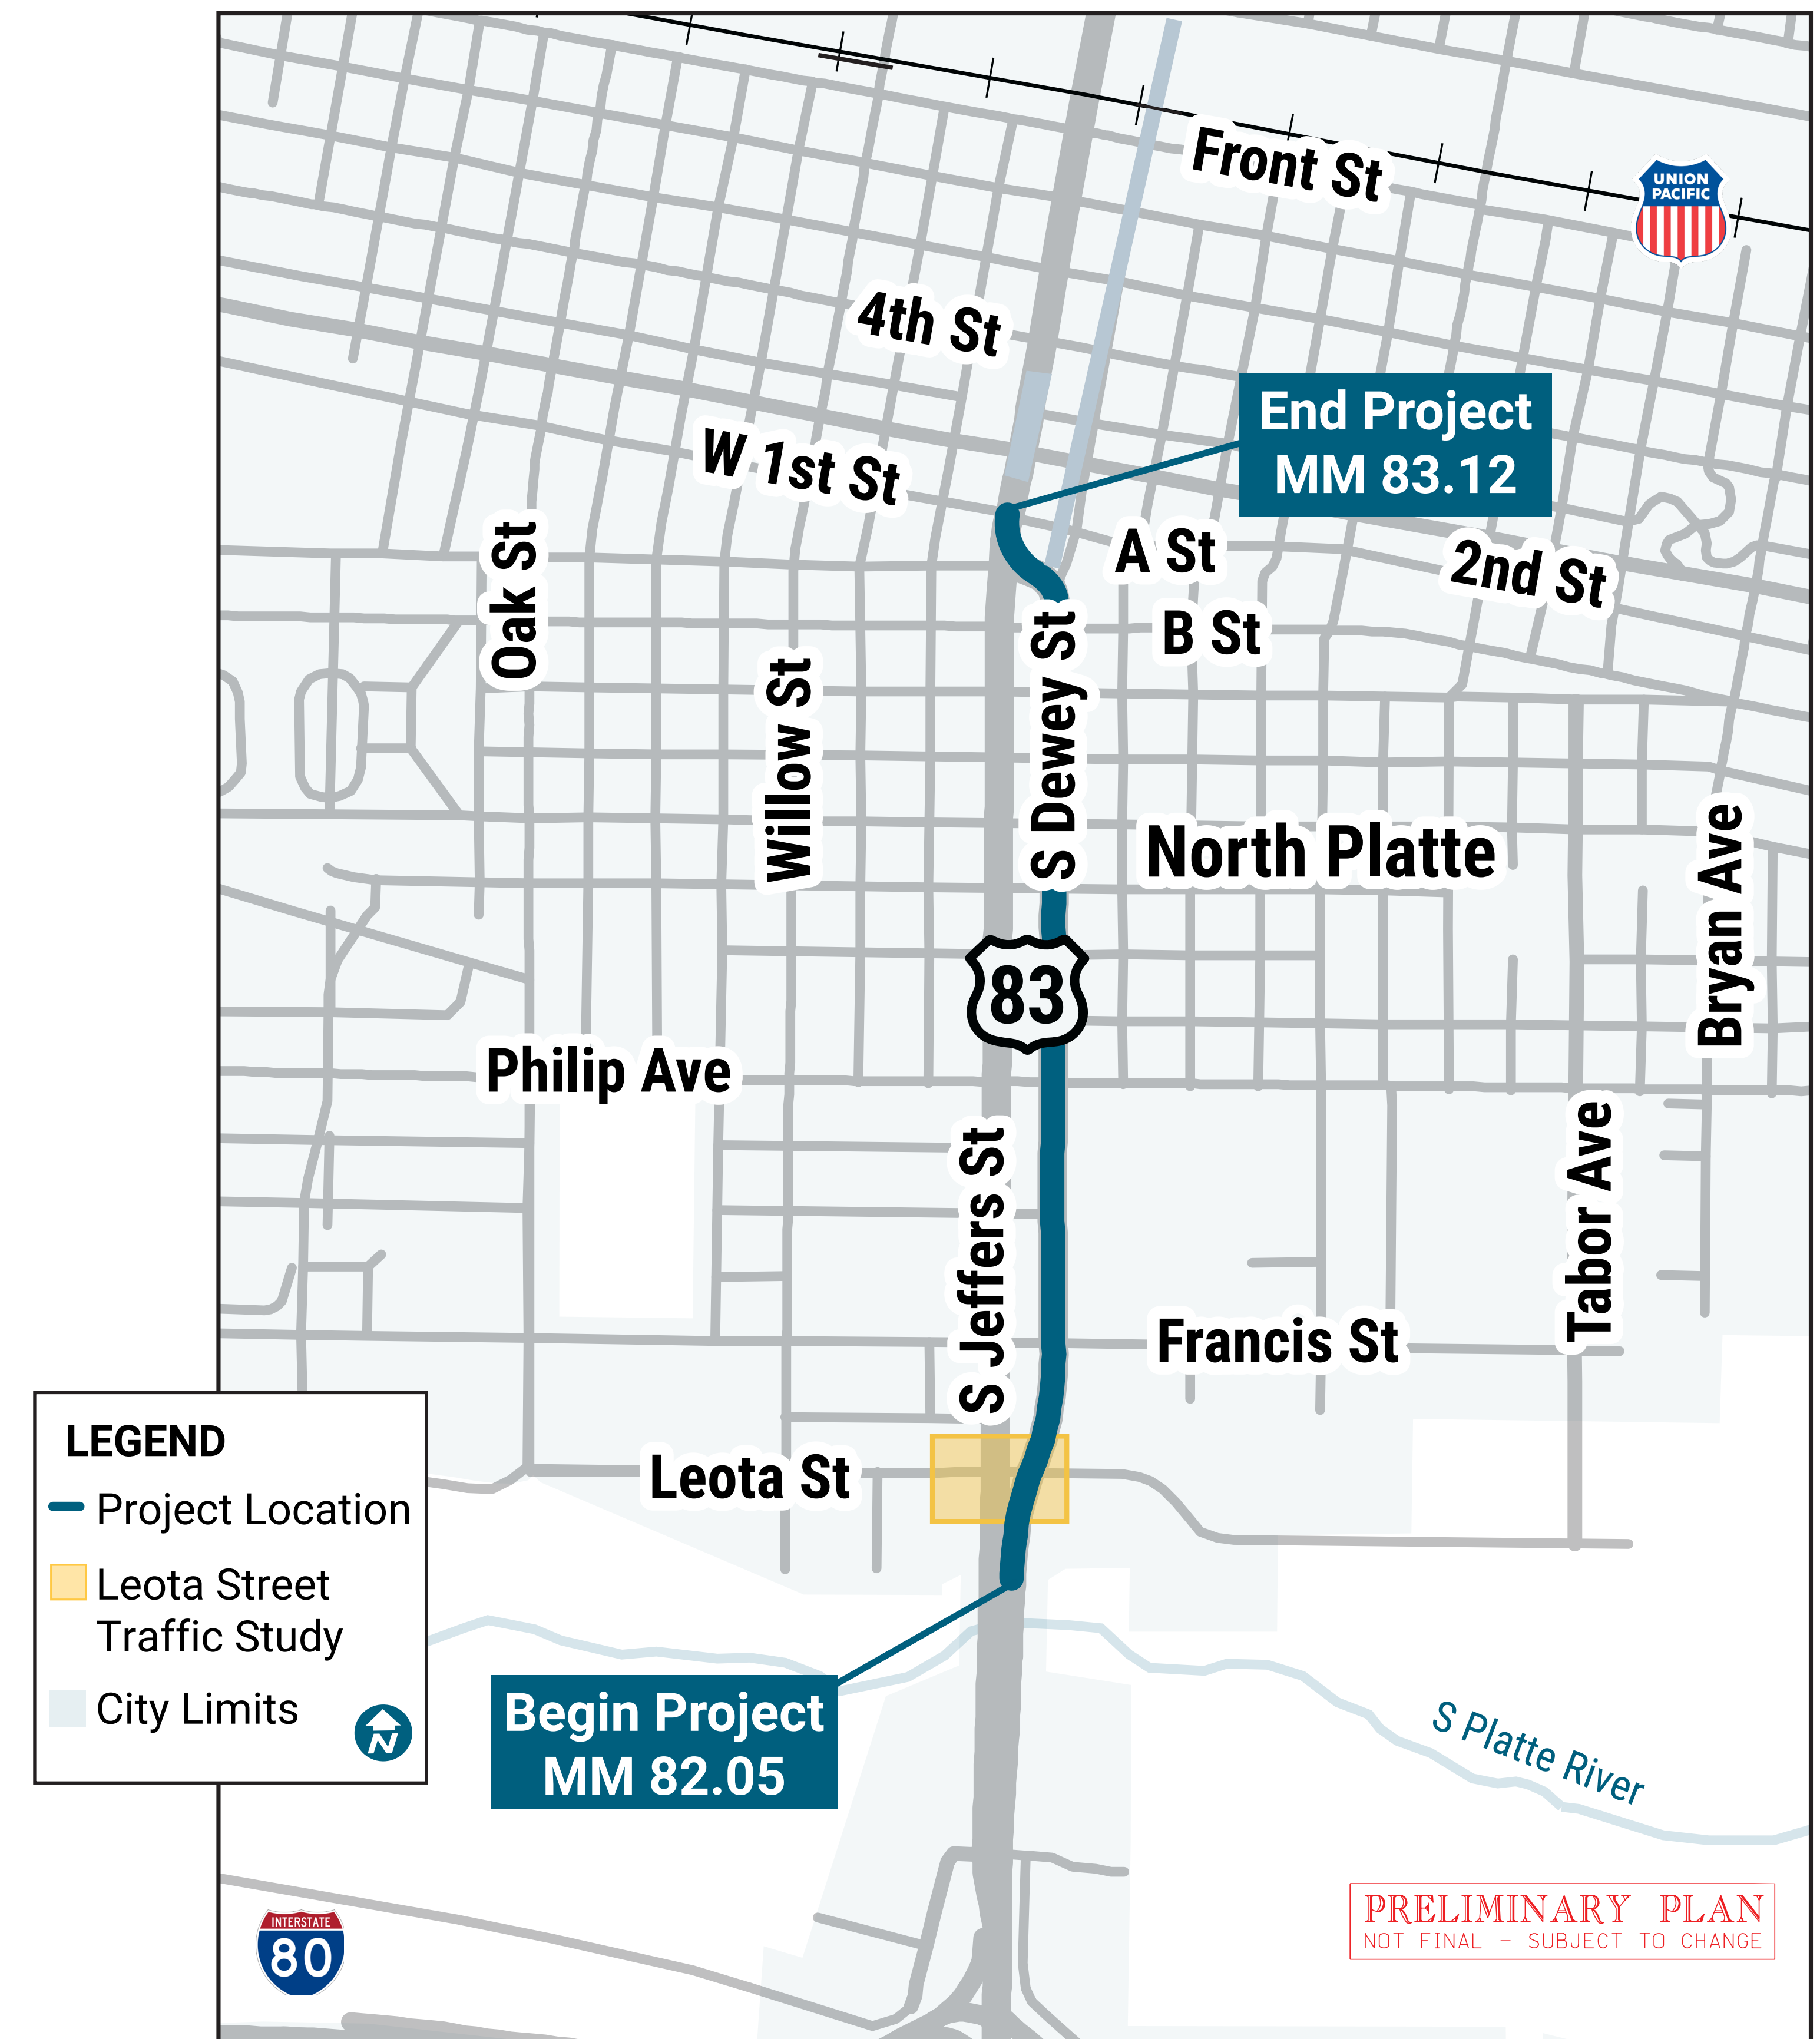 Front St
UNION
PACIFIC
4th St
End Project
MM 83.12
W 1st St
A St
2nd St
Oak St
B St
S Dewey St
Willow St
North Platte
Bryan Ave
83
Philip Ave
Tabor Ave
S Jeffers St
Francis St
Leota St
LEGEND
Project Location
Leota Street
Traffic Study
City Limits
N
Begin Project
MM 82.05
S Platte River
PRELIMINARY PLAN
NOT FINAL - SUBJECT TO CHANGE
INTERSTATE
80